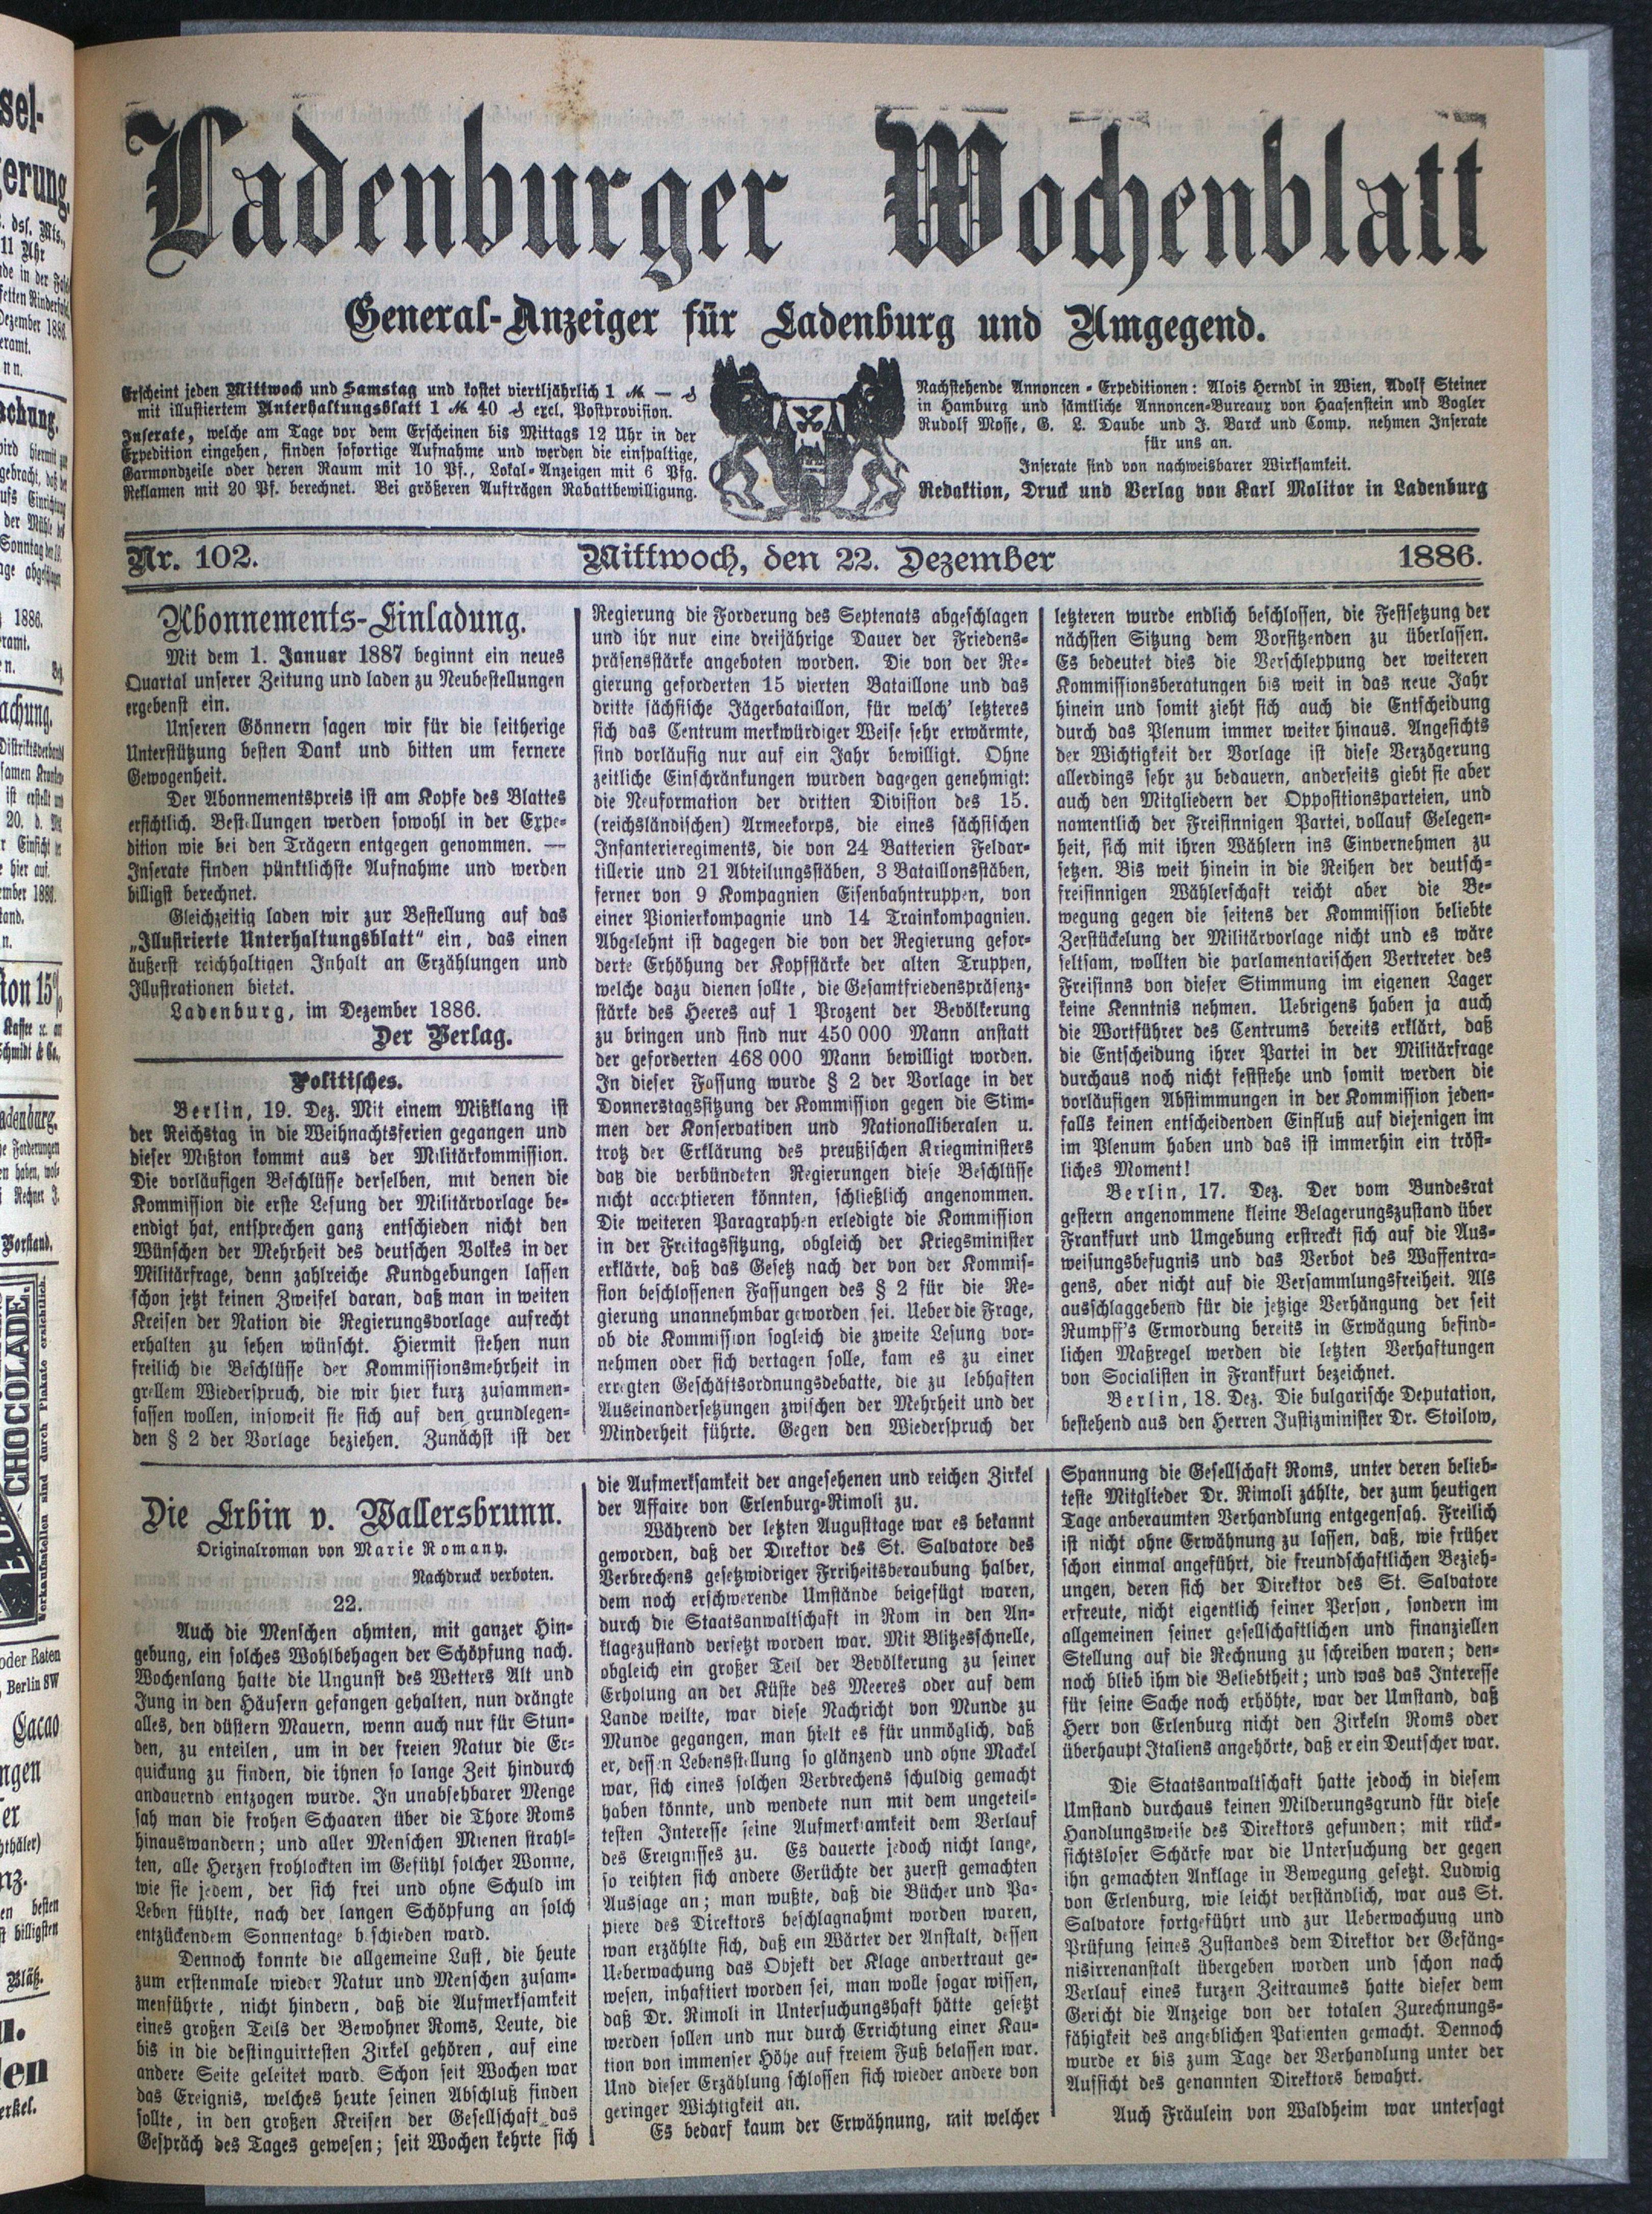 Ladenburger Wochenblatt
General-Anzeiger für Ladenburg und Umgegend.
Erscheint jeden Mittwoch und Samstag und kostet viertljährlich 1 ℳ — ₰
mit illustiertem Unterhaltungsblatt 1 ℳ 40 ₰ excl. Postprovision.
Inserate, welche am Tage vor dem Erscheinen bis Mittags 12 Uhr in der
Expedition eingehen, finden sofortige Aufnahme und werden die einspaltige,
Garmondzeile oder deren Raum mit 10 Pf., Lokal-Anzeigen mit 6 Pfg.
Reklamen mit 20 Pf. berechnet. Bei größeren Aufträgen Rabattbewilligung.
Nachstehende Annoncen-Expeditionen: Alois Herndl in Wien, Adolf Steiner
in Hamburg und sämtliche Annoncen-Bureaux von Haasenstein und Vogler
Rudolf Mosse, G. L. Daube und J. Barck und Comp. nehmen Inserate
für uns an.
Inserate sind von nachweisbarer Wirksamkeit.
Redaktion, Druck und Verlag von Karl Molitor in Ladenburg
Nr. 102. Mittwoch, den 22. Dezember 1886.
Abonnements-Einladung.
Mit dem 1. Januar 1887 beginnt ein neues
Quartal unserer Zeitung und laden zu Neubestellungen
ergebenst ein.
Unseren Gönnern sagen wir für die seitherige
Unterstützung besten Dank und bitten um fernere
Gewogenheit.
Der Abonnementspreis ist am Kopfe des Blattes
ersichtlich. Bestellungen werden sowohl in der Expe-
dition wie bei den Trägern entgegen genommen. —
Inserate finden pünktlichste Aufnahme und werden
billigst berechnet.
Gleichzeitig laden wir zur Bestellung auf das
„Illustrierte Unterhaltungsblatt“ ein, das einen
äußerst reichhaltigen Inhalt an Erzählungen und
Illustrationen bietet.
Ladenburg, im Dezember 1886.
Der Verlag.
Politisches.
Berlin, 19. Dez. Mit einem Mißklang ist
der Reichstag in die Weihnachtsferien gegangen und
dieser Mißton kommt aus der Militärkommission.
Die vorläufigen Beschlüsse derselben, mit denen die
Kommission die erste Lesung der Militärvorlage be-
endigt hat, entsprechen ganz entschieden nicht den
Wünschen der Mehrheit des deutschen Volkes in der
Militärfrage, denn zahlreiche Kundgebungen lassen
schon jetzt keinen Zweifel daran, daß man in weiten
Kreisen der Nation die Regierungsvorlage aufrecht
erhalten zu sehen wünscht. Hiermit stehen nun
freilich die Beschlüsse der Kommissionsmehrheit in
grellem Wiederspruch, die wir hier kurz zusammen-
fassen wollen, insoweit sie sich auf den grundlegen-
den § 2 der Vorlage beziehen. Zunächst ist der
Regierung die Forderung des Septenats abgeschlagen
und ihr nur eine dreijährige Dauer der Friedens-
präsensstärke angeboten worden. Die von der Re-
gierung geforderten 15 vierten Bataillone und das
dritte sächsische Jägerbataillon, für welch' letzteres
sich das Centrum merkwürdiger Weise sehr erwärmte,
sind vorläufig nur auf ein Jahr bewilligt. Ohne
zeitliche Einschränkungen wurden dagegen genehmigt:
die Neuformation der dritten Division des 15.
(reichsländischen) Armeekorps, die eines sächsischen
Infanterieregiments, die von 24 Batterien Feldar-
tillerie und 21 Abteilungsstäben, 3 Bataillonsstäben,
ferner von 9 Kompagnien Eisenbahntruppen, von
einer Pionierkompagnie und 14 Trainkompagnien.
Abgelehnt ist dagegen die von der Regierung gefor-
derte Erhöhung der Kopfstärke der alten Truppen,
welche dazu dienen sollte, die Gesamtfriedenspräsenz-
stärke des Heeres auf 1 Prozent der Bevölkerung
zu bringen und sind nur 450 000 Mann anstatt
der geforderten 468 000 Mann bewilligt worden.
In dieser Fassung wurde § 2 der Vorlage in der
Donnerstagssitzung der Kommission gegen die Stim-
men der Konservativen und Nationalliberalen u.
trotz der Erklärung des preußischen Kriegministers
daß die verbündeten Regierungen diese Beschlüsse
nicht acceptieren könnten, schließlich angenommen.
Die weiteren Paragraphen erledigte die Kommission
in der Freitagssitzung, obgleich der Kriegsminister
erklärte, daß das Gesetz nach der von der Kommis-
sion beschlossenen Fassungen des § 2 für die Re-
gierung unannehmbar geworden sei. Ueber die Frage,
ob die Kommission sogleich die zweite Lesung vor-
nehmen oder sich vertagen solle, kam es zu einer
erregten Geschäftsordnungsdebatte, die zu lebhaften
Auseinandersetzungen zwischen der Mehrheit und der
Minderheit führte. Gegen den Wiederspruch der
letzteren wurde endlich beschlossen, die Festsetzung der
nächsten Sitzung dem Vorsitzenden zu überlassen.
Es bedeutet dies die Verschleppung der weiteren
Kommissionsberatungen bis weit in das neue Jahr
hinein und somit zieht sich auch die Entscheidung
durch das Plenum immer weiter hinaus. Angesichts
der Wichtigkeit der Vorlage ist diese Verzögerung
allerdings sehr zu bedauern, anderseits giebt sie aber
auch den Mitgliedern der Oppositionsparteien, und
namentlich der Freisinnigen Partei, vollauf Gelegen-
heit, sich mit ihren Wählern ins Einvernehmen zu
setzen. Bis weit hinein in die Reihen der deutsch-
freisinnigen Wählerschaft reicht aber die Be-
wegung gegen die seitens der Kommission beliebte
Zerstückelung der Militärvorlage nicht und es wäre
seltsam, wollten die parlamentarischen Vertreter des
Freisinns von dieser Stimmung im eigenen Lager
keine Kenntnis nehmen. Uebrigens haben ja auch
die Wortführer des Centrums bereits erklärt, daß
die Entscheidung ihrer Partei in der Militärfrage
durchaus noch nicht feststehe und somit werden die
vorläufigen Abstimmungen in der Kommission jeden-
falls keinen entscheidenden Einfluß auf diejenigen im
im Plenum haben und das ist immerhin ein tröst-
liches Moment!
Berlin, 17. Dez. Der vom Bundesrat
gestern angenommene kleine Belagerungszustand über
Frankfurt und Umgebung erstreckt sich auf die Aus-
weisungsbefugnis und das Verbot des Waffentra-
gens, aber nicht auf die Versammlungsfreiheit. Als
ausschlaggebend für die jetzige Verhängung der seit
Rumpff's Ermordung bereits in Erwägung befind-
lichen Maßregel werden die letzten Verhaftungen
von Socialisten in Frankfurt bezeichnet.
Berlin, 18. Dez. Die bulgarische Deputation,
bestehend aus den Herren Justizminister Dr. Stoilow,
Die Erbin v. Wallersbrunn.
Originalroman von Marie Romany.
Nachdruck verboten.
22.
Auch die Menschen ahmten, mit ganzer Hin-
gebung, ein solches Wohlbehagen der Schöpfung nach.
Wochenlang hatte die Ungunst des Wetters Alt und
Jung in den Häusern gefangen gehalten, nun drängte
alles, den düstern Mauern, wenn auch nur für Stun-
den, zu enteilen, um in der freien Natur die Er-
quickung zu finden, die ihnen so lange Zeit hindurch
andauernd entzogen wurde. In unabsehbarer Menge
sah man die frohen Schaaren über die Thore Roms
hinauswandern; und aller Menschen Mienen strahl-
ten, alle Herzen frohlockten im Gefühl solcher Wonne,
wie sie jedem, der sich frei und ohne Schuld im
Leben fühlte, nach der langen Schöpfung an solch
entzückendem Sonnentage b schieden ward.
Dennoch konnte die allgemeine Lust, die heute
zum erstenmale wieder Natur und Menschen zusam-
menführte, nicht hindern, daß die Aufmerksamkeit
eines großen Teils der Bewohner Roms, Leute, die
bis in die destinguirtesten Zirkel gehören, auf eine
andere Seite geleitet ward. Schon seit Wochen war
das Ereignis, welches heute seinen Abschluß finden
sollte, in den großen Kreisen der Gesellschaft das
Gespräch des Tages gewesen; seit Wochen kehrte sich
die Aufmerksamkeit der angesehenen und reichen Zirkel
der Affaire von Erlenburg-Rimoli zu.
Während der letzten Augusttage war es bekannt
geworden, daß der Direktor des St. Salvatore des
Verbrechens gesetzwidriger Freiheitsberaubung halber,
dem noch erschwerende Umstände beigefügt waren,
durch die Staatsanwaltschaft in Rom in den An-
klagezustand versetzt worden war. Mit Blitzesschnelle,
obgleich ein großer Teil der Bevölkerung zu seiner
Erholung an der Küste des Meeres oder auf dem
Lande weilte, war diese Nachricht von Munde zu
Munde gegangen, man hielt es für unmöglich, daß
er, dessen Lebensstellung so glänzend und ohne Mackel
war, sich eines solchen Verbrechens schuldig gemacht
haben könnte, und wendete nun mit dem ungeteil-
testen Interesse seine Aufmerksamkeit dem Verlauf
des Ereignisses zu. Es dauerte jedoch nicht lange,
so reihten sich andere Gerüchte der zuerst gemachten
Aussage an; man wußte, daß die Bücher und Pa-
piere des Direktors beschlagnahmt worden waren,
man erzählte sich, daß ein Wärter der Anstalt, dessen
Ueberwachung das Objekt der Klage anvertraut ge-
wesen, inhaftiert worden sei, man wolle sogar wissen,
daß Dr. Rimoli in Untersuchungshaft hätte gesetzt
werden sollen und nur durch Errichtung einer Kau-
tion von immenser Höhe auf freiem Fuß belassen war.
Und dieser Erzählung schlossen sich wieder andere von
geringer Wichtigkeit an.
Es bedarf kaum der Erwähnung, mit welcher
Spannung die Gesellschaft Roms, unter deren belieb-
teste Mitglieder Dr. Rimoli zählte, der zum heutigen
Tage anberaumten Verhandlung entgegensah. Freilich
ist nicht ohne Erwähnung zu lassen, daß, wie früher
schon einmal angeführt, die freundschaftlichen Bezieh-
ungen, deren sich der Direktor des St. Salvatore
erfreute, nicht eigentlich seiner Person, sondern im
allgemeinen seiner gesellschaftlichen und finanziellen
Stellung auf die Rechnung zu schreiben waren; den-
noch blieb ihm die Beliebtheit; und was das Interesse
für seine Sache noch erhöhte, war der Umstand, daß
Herr von Erlenburg nicht den Zirkeln Roms oder
überhaupt Italiens angehörte, daß er ein Deutscher war.
Die Staatsanwaltschaft hatte jedoch in diesem
Umstand durchaus keinen Milderungsgrund für diese
Handlungsweise des Direktors gefunden; mit rück-
sichtsloser Schärfe war die Untersuchung der gegen
ihn gemachten Anklage in Bewegung gesetzt. Ludwig
von Erlenburg, wie leicht verständlich, war aus St.
Salvatore fortgeführt und zur Ueberwachung und
Prüfung seines Zustandes dem Direktor der Gefäng-
nisirrenanstalt übergeben worden und schon nach
Verlauf eines kurzen Zeitraumes hatte dieser dem
Gericht die Anzeige von der totalen Zurechnungs-
fähigkeit des angeblichen Patienten gemacht. Dennoch
wurde er bis zum Tage der Verhandlung unter der
Aufsicht des genannten Direktors bewahrt.
Auch Fräulein von Waldheim war untersagt